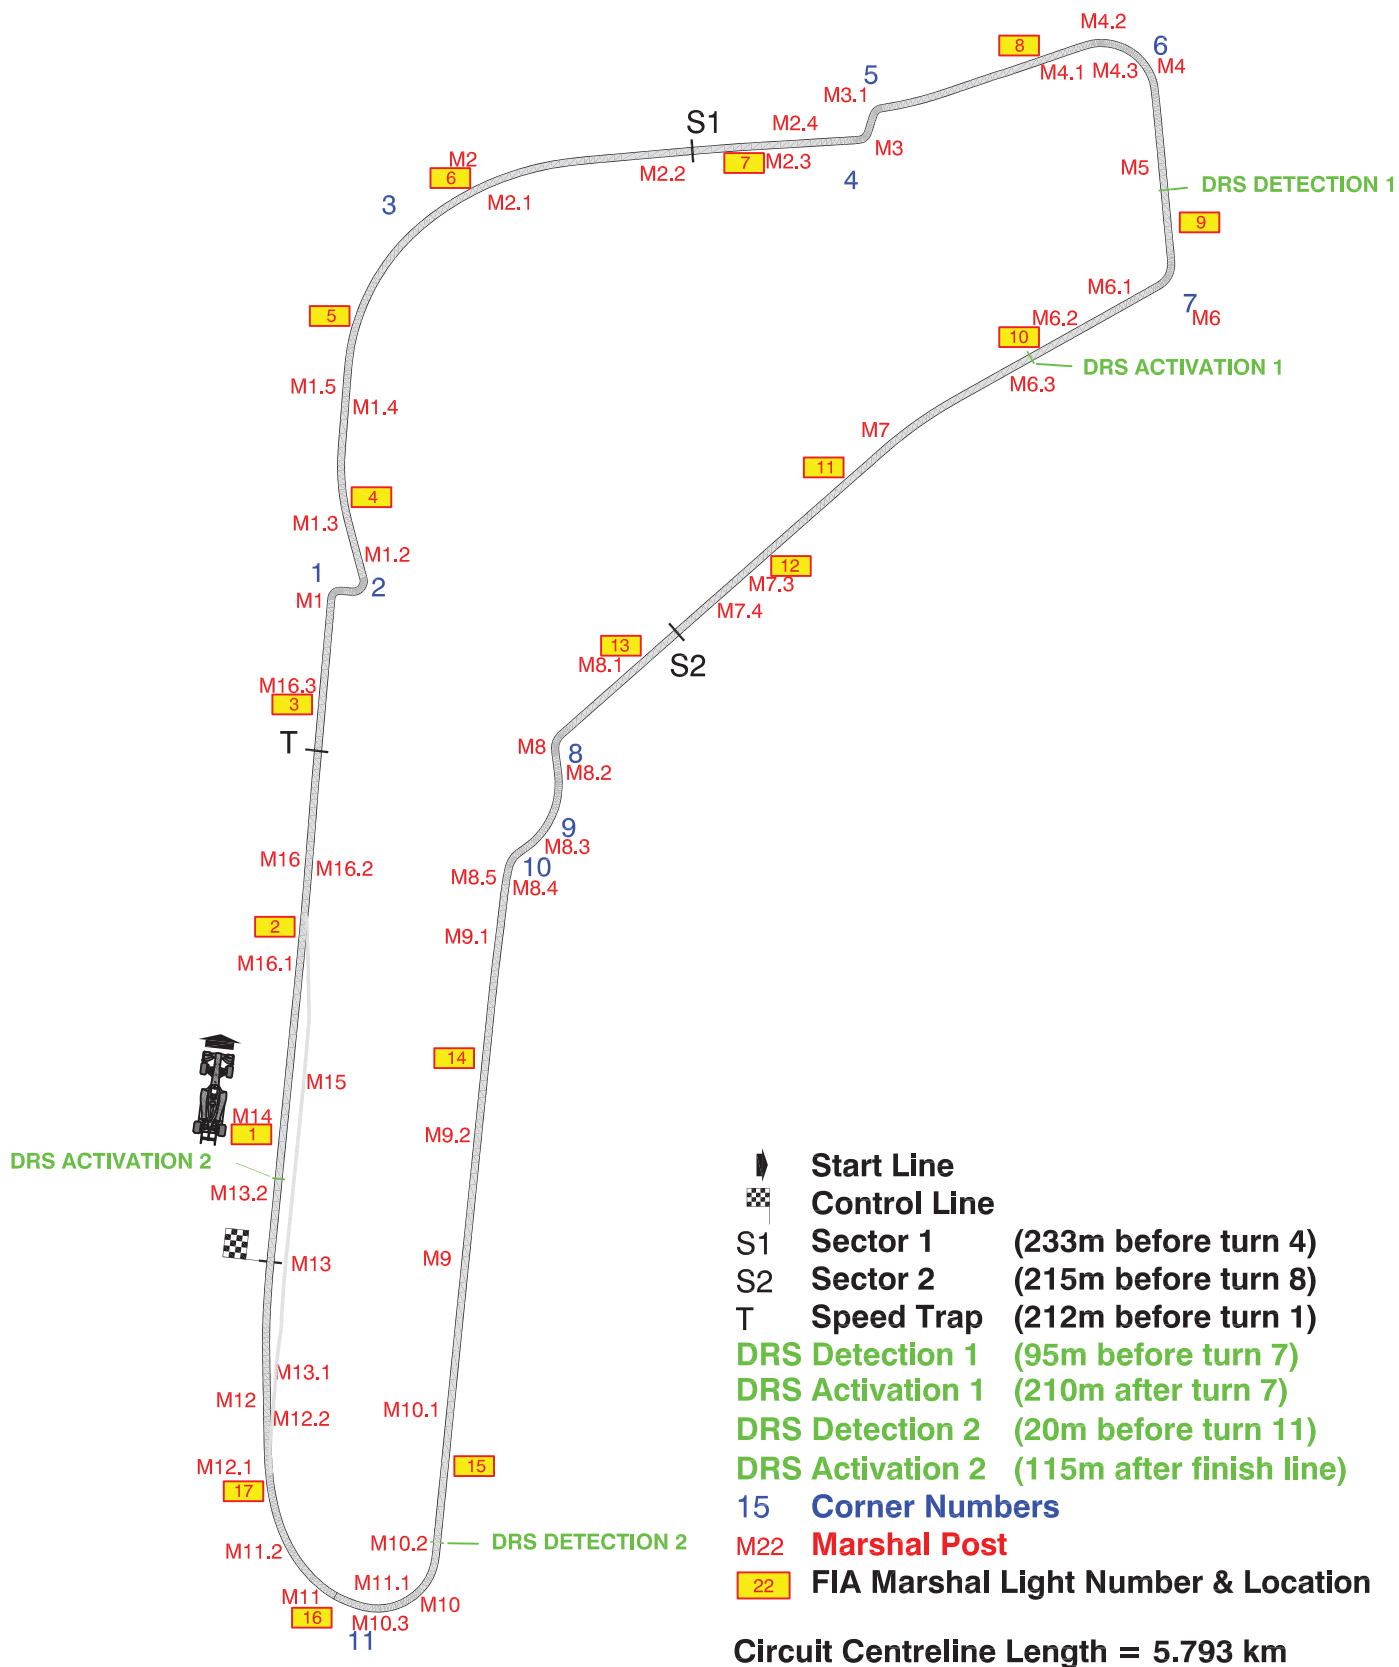 M4.2
8
6
M4.1 M4.3 M4
5
M3.1
S1
M2.4
M3
M2
7
M2.3
M2.2
4
6
M2.1
3
M5
DRS DETECTION 1
9
M6.1
7
M6
5
M6.2
10
DRS ACTIVATION 1
M6.3
M1.5
M1.4
M7
11
4
M1.3
M1.2
12
M7.3
1
2
M1
M7.4
13
M8.1
S2
M16.3
3
T
M8
8
M8.2
9
M8.3
M16
M16.2
10
M8.5
M8.4
2
M9.1
M16.1
14
M15
M14
1
M9.2
DRS ACTIVATION 2
M13.2
M13
M9
M13.1
M12
M12.2
M10.1
M12.1
15
17
M10.2
DRS DETECTION 2
M11.2
M11.1
M11
M10
16
M10.3
11
Start Line
Control Line
S1 Sector 1 (233m before turn 4)
S2 Sector 2 (215m before turn 8)
T Speed Trap (212m before turn 1)
DRS Detection 1 (95m before turn 7)
DRS Activation 1 (210m after turn 7)
DRS Detection 2 (20m before turn 11)
DRS Activation 2 (115m after finish line)
15 Corner Numbers
M22 Marshal Post
22 FIA Marshal Light Number & Location
Circuit Centreline Length = 5.793 km